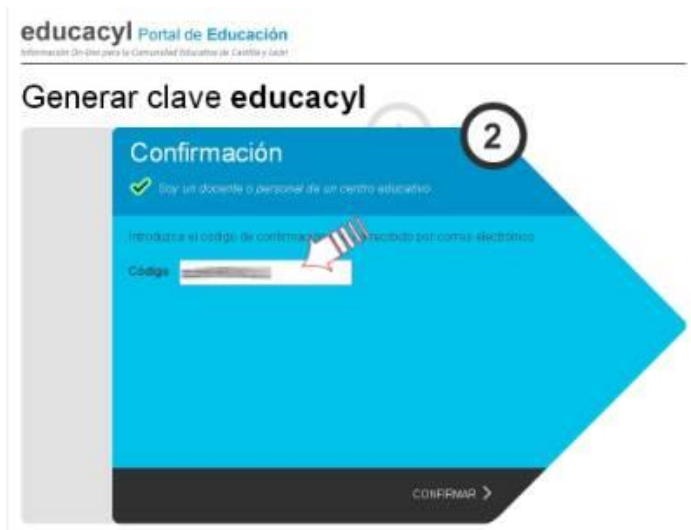 educacyl Portal de Educación
Información On-line para la Comunidad Educativa de Castilla y León
Generar clave educacyl
2
Confirmación
Soy un docente o personal de un centro educativo
Introduzca el código de confirmación recibido por correo electrónico
Código
CONFIRMAR